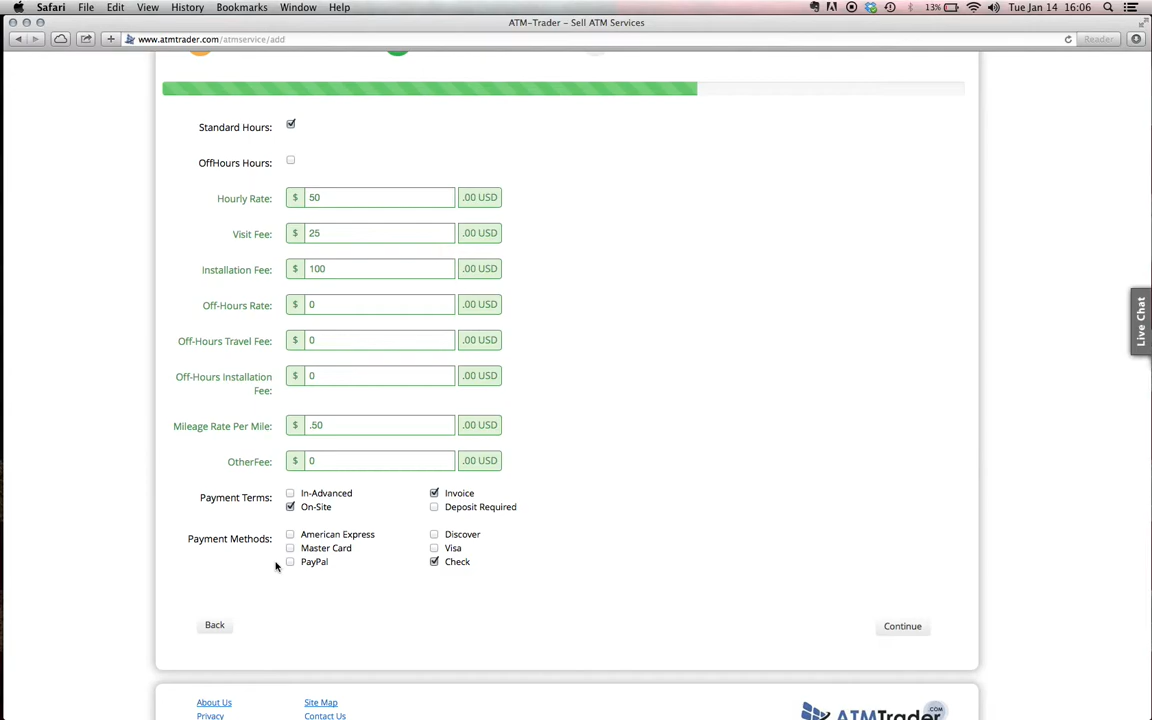 Safari File Edit View History Bookmarks Window Help 13% Tue Jan 14 16:06
ATM-Trader – Sell ATM Services
www.atmtrader.com/atmservice/add Reader
Standard Hours:
OffHours Hours:
Hourly Rate: $ 50 .00 USD
Visit Fee: $ 25 .00 USD
Installation Fee: $ 100 .00 USD
Off-Hours Rate: $ 0 .00 USD
Off-Hours Travel Fee: $ 0 .00 USD
Off-Hours Installation
Fee: $ 0 .00 USD
Mileage Rate Per Mile: $ .50 .00 USD
OtherFee: $ 0 .00 USD
Payment Terms: In-Advanced Invoice
On-Site Deposit Required
Payment Methods: American Express Discover
Master Card Visa
PayPal Check
Back Continue
Live Chat
About Us Site Map
Privacy Contact Us
ATMTrader .COM